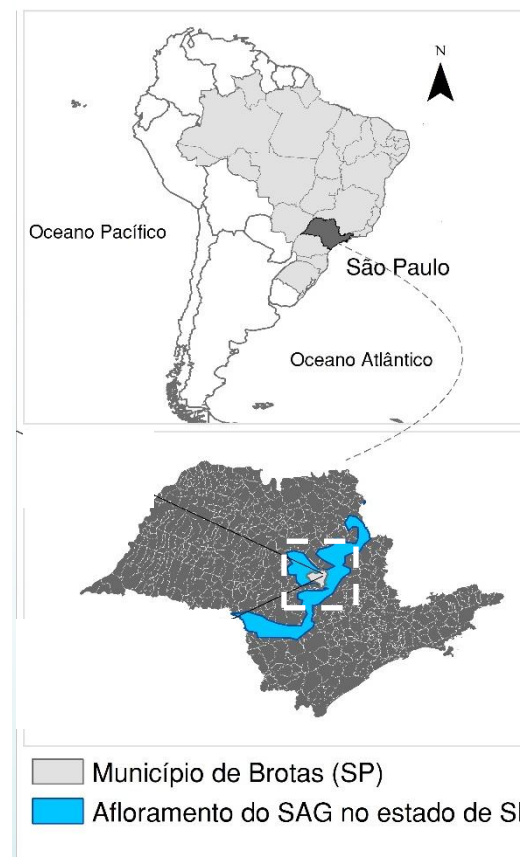 N
Oceano Pacífico
São Paulo
Oceano Atlântico
Município de Brotas (SP)
Afloramento do SAG no estado de S